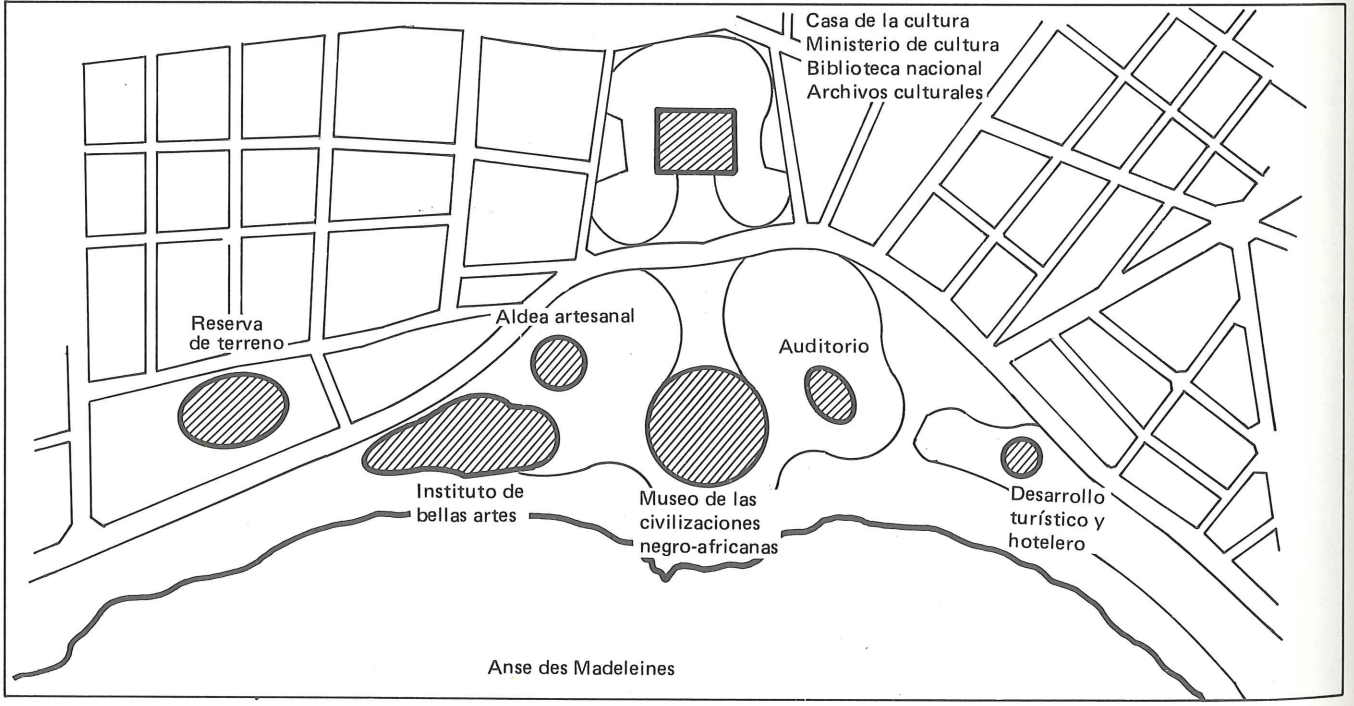 Casa de la cultura
Ministerio de cultura
Biblioteca nacional
Archivos culturales
Reserva
de terreno
Aldea artesanal
Auditorio
Instituto de
bellas artes
Museo de las
civilizaciones
negro-africanas
Desarrollo
turístico y
hotelero
Anse des Madeleines